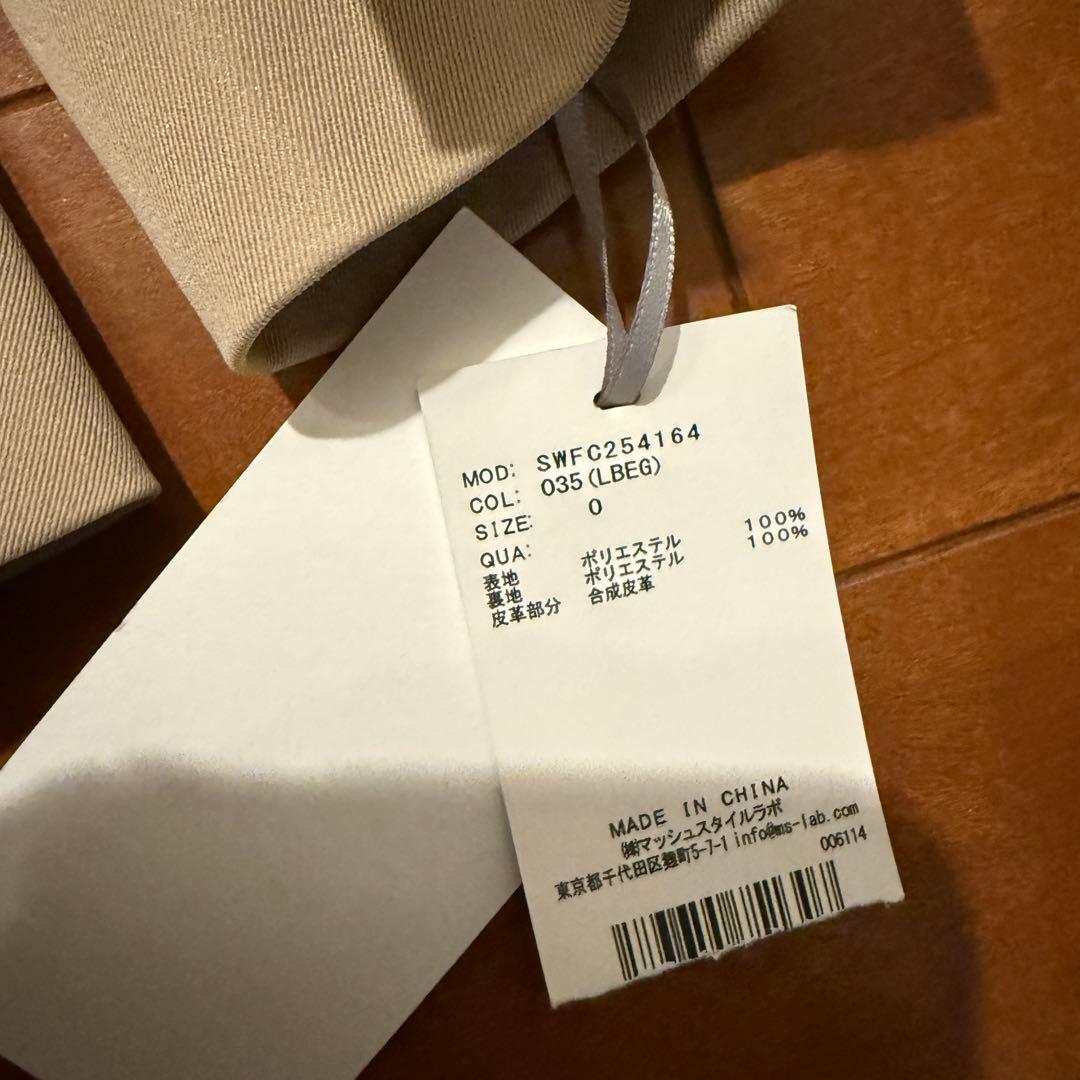 MOD: SWFC254164
COL: 035(LBEG)
SIZE: 0
QUA:
表地 ポリエステル 100%
裏地 ポリエステル 100%
皮革部分 合成皮革
MADE IN CHINA
㈱マッシュスタイルラボ
東京都千代田区麹町5-7-1 info@ms-lab.com
006114